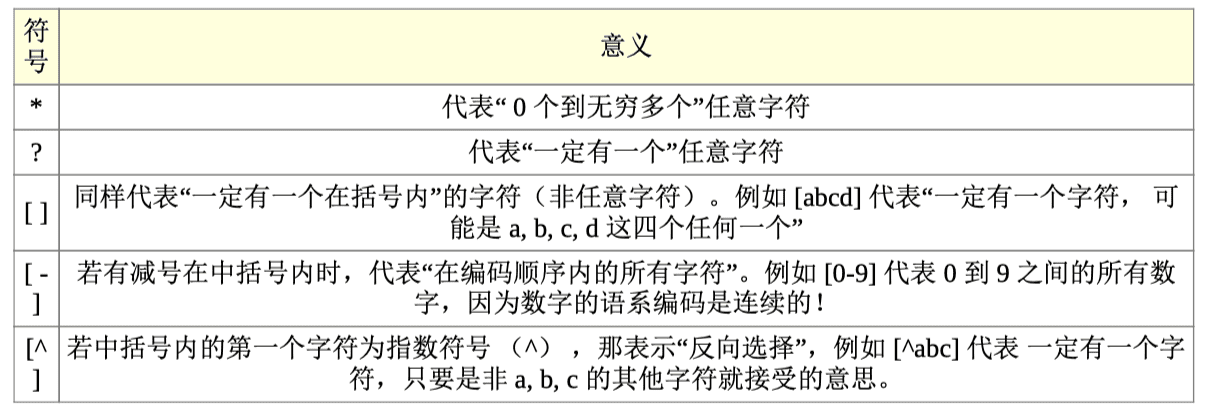 符
号
意义
*
代表“ 0 个到无穷多个”任意字符
?
代表“一定有一个”任意字符
[ ]
同样代表“一定有一个在括号内”的字符（非任意字符）。例如 [abcd] 代表“一定有一个字符， 可
能是 a, b, c, d 这四个任何一个”
[ -
]
若有减号在中括号内时，代表“在编码顺序内的所有字符”。例如 [0-9] 代表 0 到 9 之间的所有数
字，因为数字的语系编码是连续的！
[^
]
若中括号内的第一个字符为指数符号 （^） ，那表示“反向选择”，例如 [^abc] 代表 一定有一个字
符，只要是非 a, b, c 的其他字符就接受的意思。